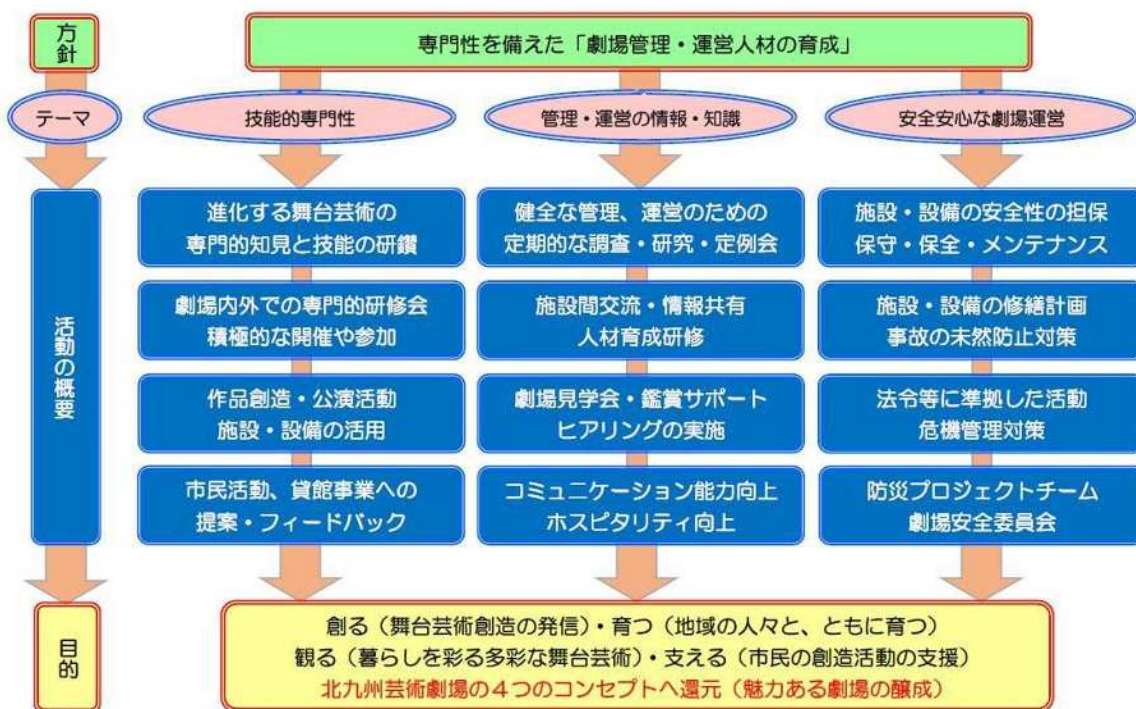 方針
専門性を備えた「劇場管理・運営人材の育成」
テーマ
技能的専門性
管理・運営の情報・知識
安全安心な劇場運営
活動の概要
進化する舞台芸術の
専門的知見と技能の研鑽
健全な管理、運営のための
定期的な調査・研究・定例会
施設・設備の安全性の担保
保守・保全・メンテナンス
劇場内外での専門的研修会
積極的な開催や参加
施設間交流・情報共有
人材育成研修
施設・設備の修繕計画
事故の未然防止対策
作品創造・公演活動
施設・設備の活用
劇場見学会・鑑賞サポート
ヒアリングの実施
法令等に準拠した活動
危機管理対策
市民活動、貸館事業への
提案・フィードバック
コミュニケーション能力向上
ホスピタリティ向上
防災プロジェクトチーム
劇場安全委員会
目的
創る（舞台芸術創造の発信）・育つ（地域の人々と、ともに育つ）
観る（暮らしを彩る多彩な舞台芸術）・支える（市民の創造活動の支援）
北九州芸術劇場の４つのコンセプトへ還元（魅力ある劇場の醸成）